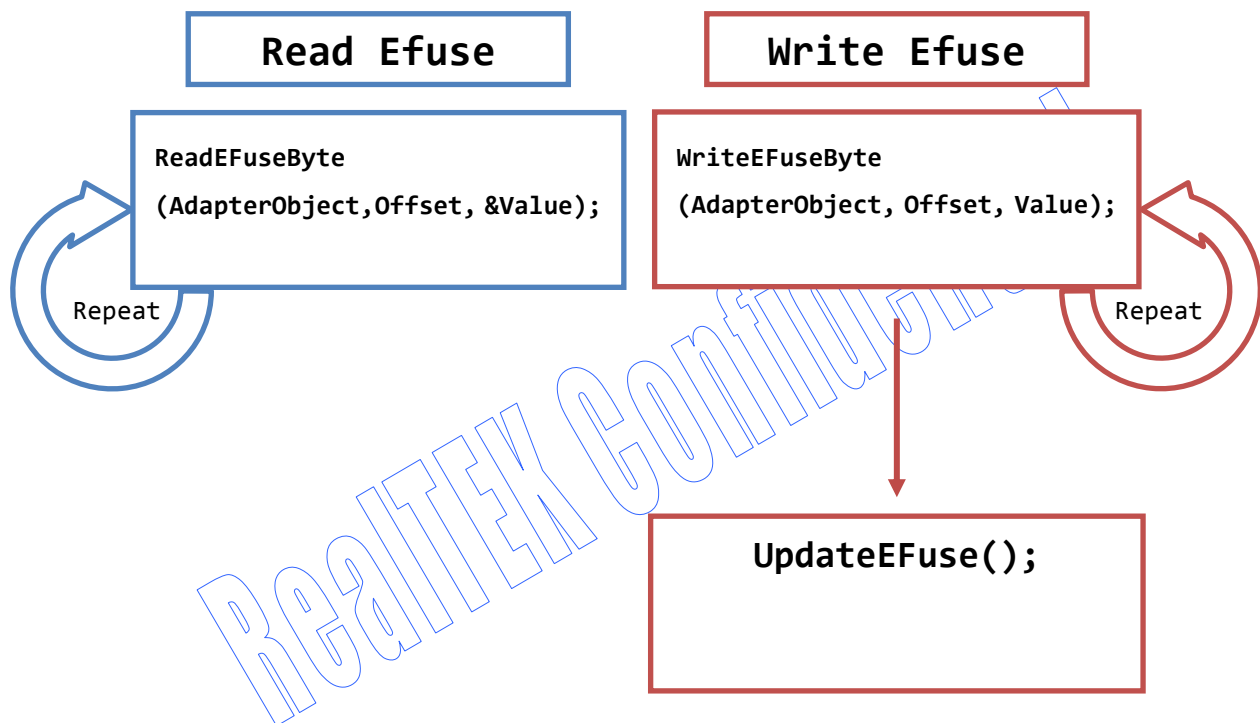 Read Efuse
ReadEFuseByte
(AdapterObject,Offset, &Value);
Repeat
Write Efuse
WriteEFuseByte
(AdapterObject, Offset, Value);
Repeat
UpdateEFuse();
RealTEK Confidential